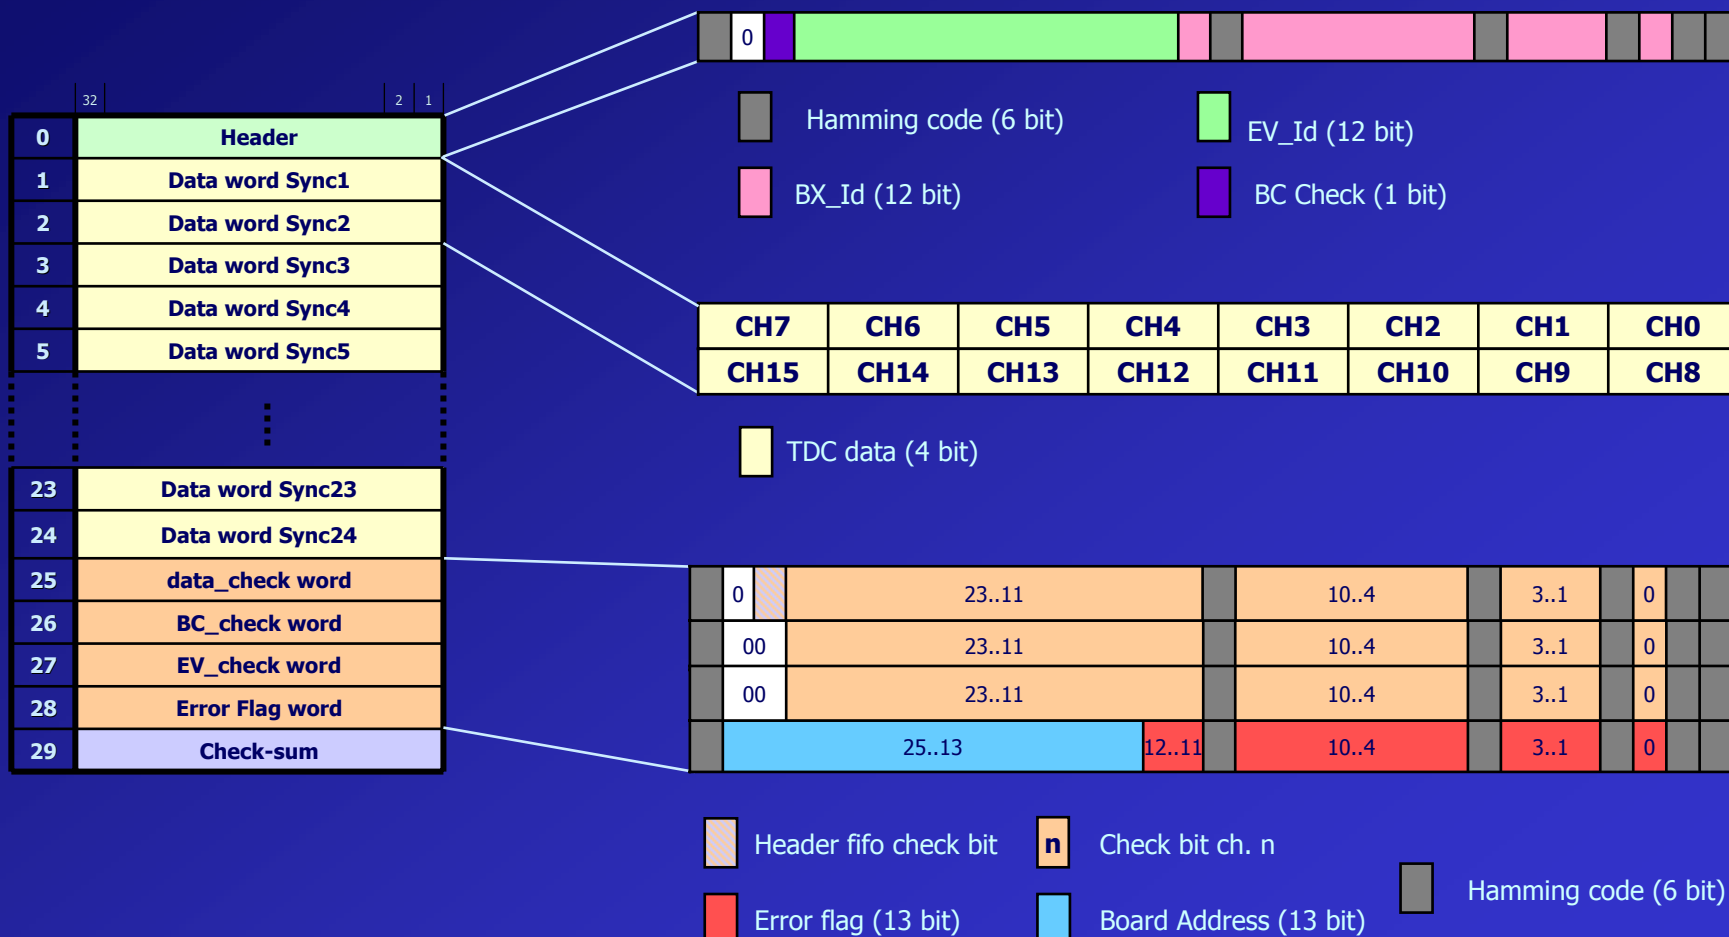 0
Hamming code (6 bit)
EV_Id (12 bit)
BX_Id (12 bit)
BC Check (1 bit)
32 2 1
0 Header
1 Data word Sync1
2 Data word Sync2
3 Data word Sync3
4 Data word Sync4
5 Data word Sync5
23 Data word Sync23
24 Data word Sync24
25 data_check word
26 BC_check word
27 EV_check word
28 Error Flag word
29 Check-sum
CH7 CH6 CH5 CH4 CH3 CH2 CH1 CH0
CH15 CH14 CH13 CH12 CH11 CH10 CH9 CH8
TDC data (4 bit)
0 23..11 10..4 3..1 0
00 23..11 10..4 3..1 0
00 23..11 10..4 3..1 0
25..13 12..11 10..4 3..1 0
Header fifo check bit
n Check bit ch. n
Hamming code (6 bit)
Error flag (13 bit)
Board Address (13 bit)